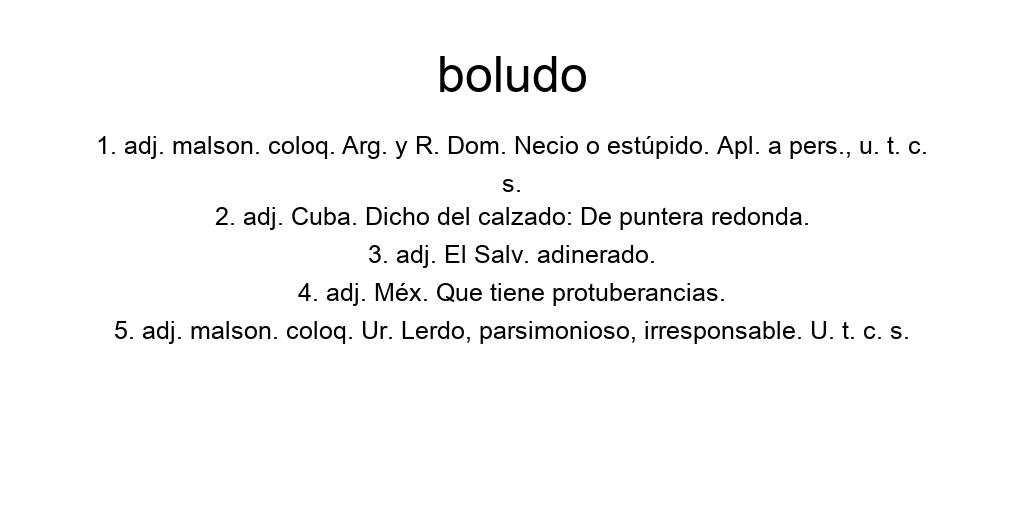 boludo
1. adj. malson. coloq. Arg. y R. Dom. Necio o estúpido. Apl. a pers., u. t. c.
s.
2. adj. Cuba. Dicho del calzado: De puntera redonda.
3. adj. El Salv. adinerado.
4. adj. Méx. Que tiene protuberancias.
5. adj. malson. coloq. Ur. Lerdo, parsimonioso, irresponsable. U. t. c. s.